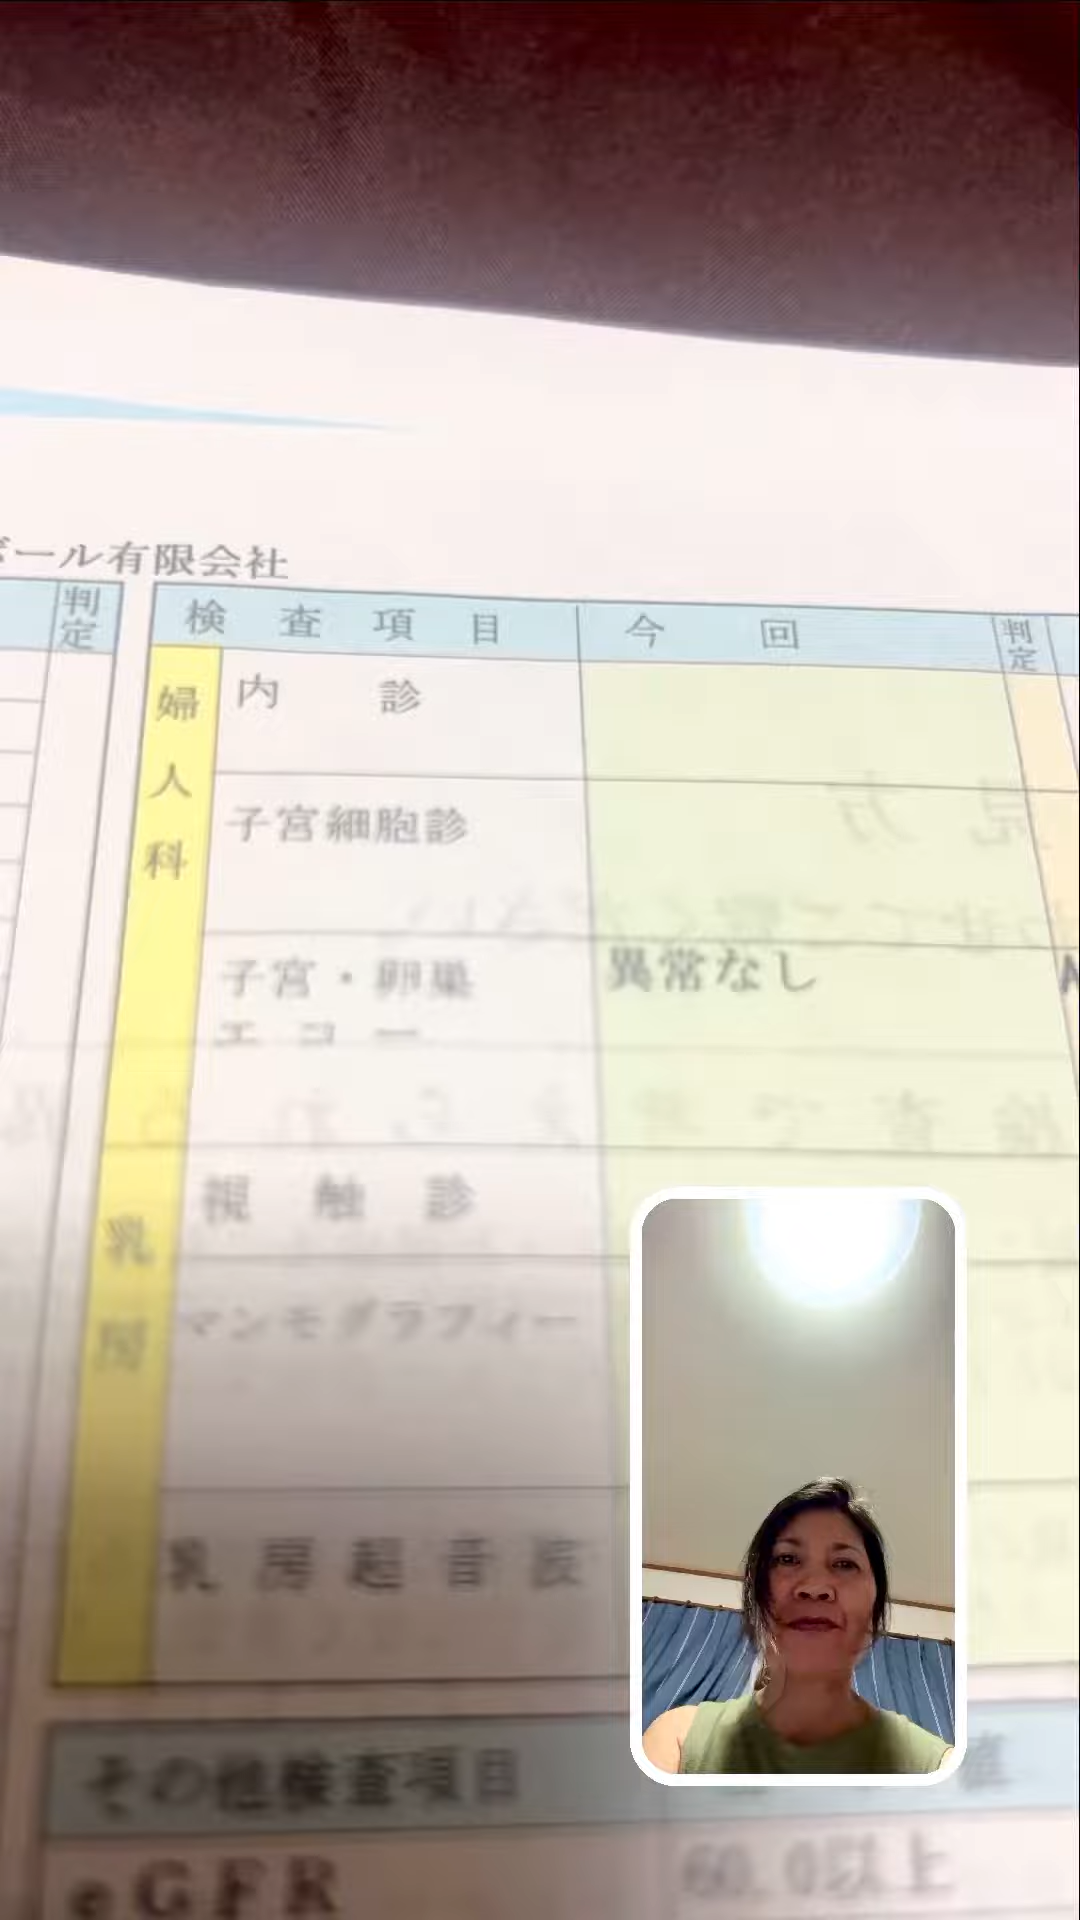 ール有限会社
判定
検査項目 今回 判定
婦人科
内診
子宮細胞診
子宮・卵巣 異常なし
エコー
乳房
視触診
マンモグラフィー
乳房超音波
その他検査項目
eGFR 60.0以上